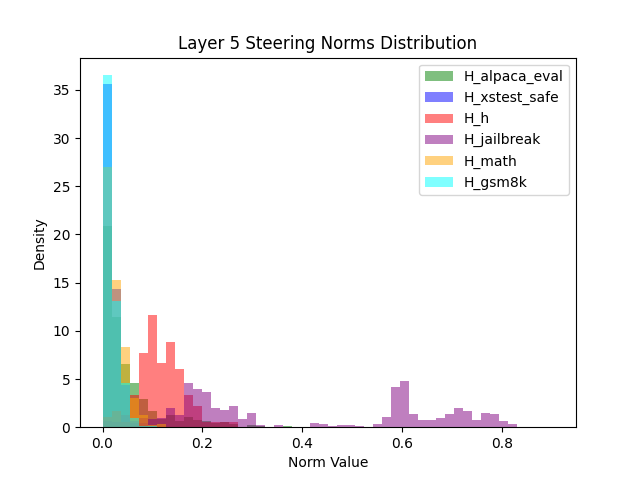 Layer 5 Steering Norms Distribution
H_alpaca_eval
H_xstest_safe
H_h
H_jailbreak
H_math
H_gsm8k
Density
35
30
25
20
15
10
5
0
0.0 0.2 0.4 0.6 0.8
Norm Value